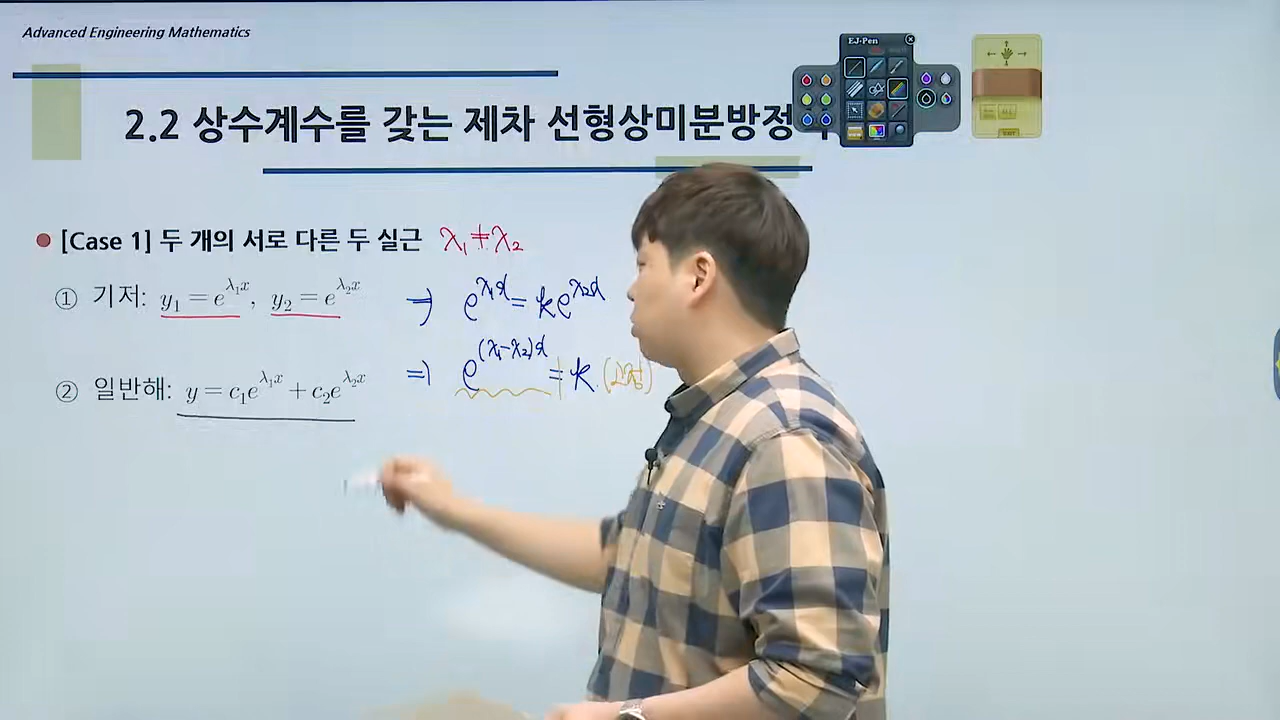 Advanced Engineering Mathematics
EJ-Pen
2.2 상수계수를 갖는 제차 선형상미분방정
[Case 1] 두 개의 서로 다른 두 실근 λ₁ ≠ λ₂
① 기저: y₁ = e^{λ₁x}, y₂ = e^{λ₂x} ⇒ e^{λ₁x} = k e^{λ₂x}
⇒ e^{(λ₁-λ₂)x} ≠ k
② 일반해: y = c₁e^{λ₁x} + c₂e^{λ₂x}